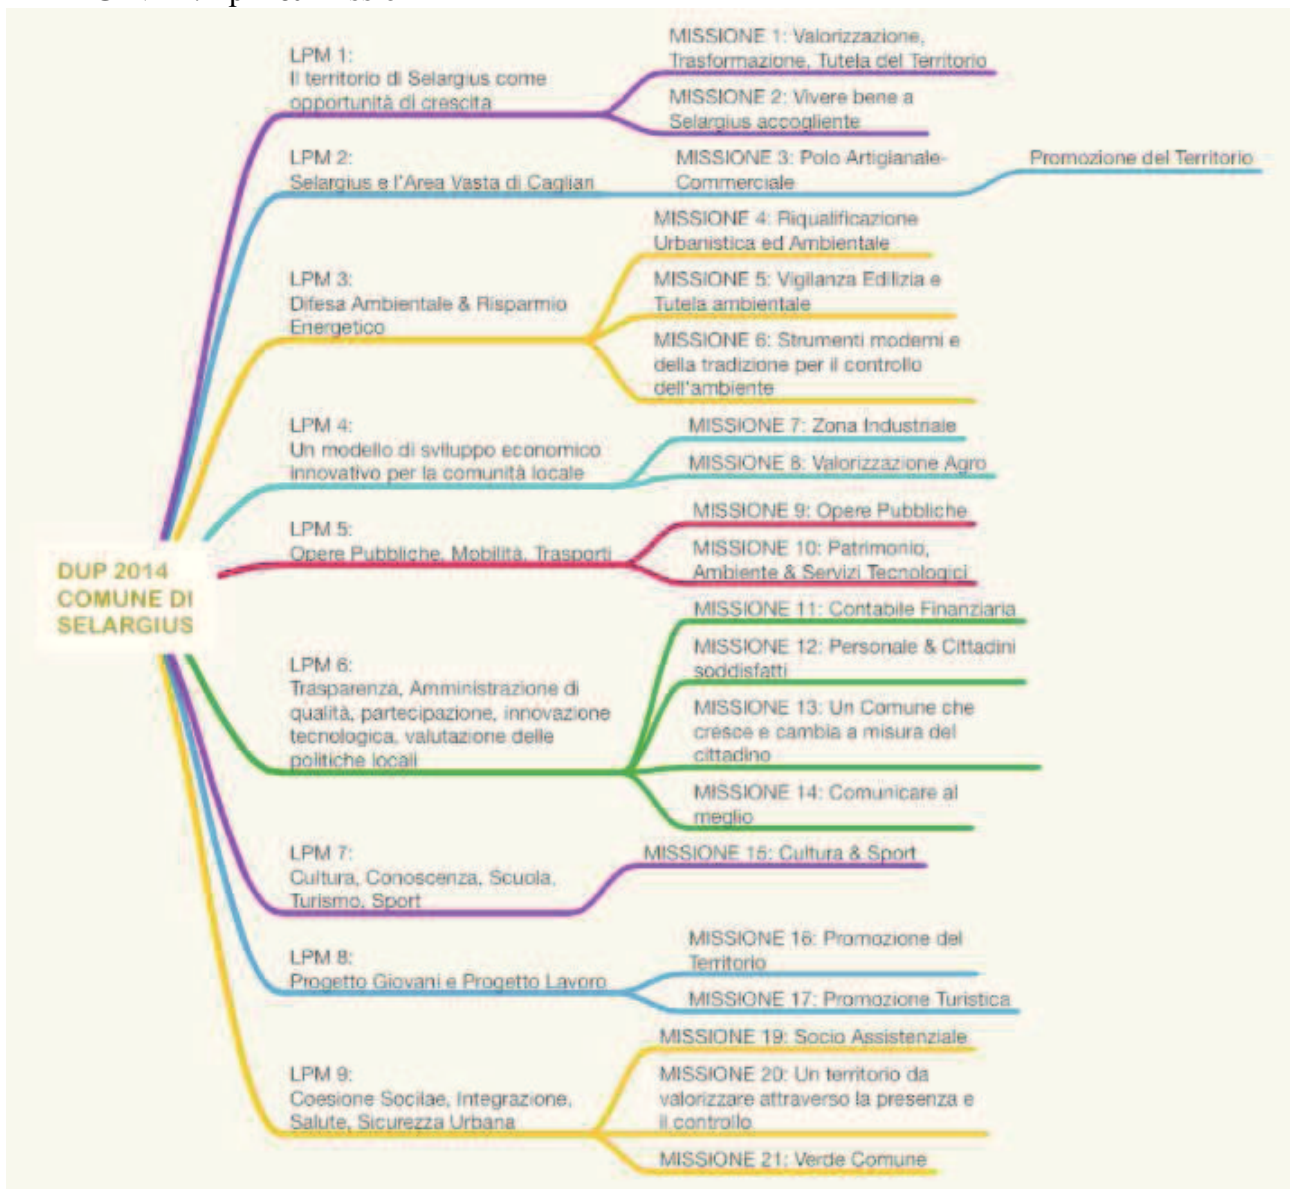 LPM 1:
Il territorio di Selargius come
opportunità di crescita
MISSIONE 1: Valorizzazione,
Trasformazione, Tutela del Territorio
MISSIONE 2: Vivere bene a
Selargius accogliente
LPM 2:
Selargius e l'Area Vasta di Cagliari
MISSIONE 3: Polo Artigianale-
Commerciale
Promozione del Territorio
LPM 3:
Difesa Ambientale & Risparmio
Energetico
MISSIONE 4: Riqualificazione
Urbanistica ed Ambientale
MISSIONE 5: Vigilanza Edilizia e
Tutela ambientale
MISSIONE 6: Strumenti moderni e
della tradizione per il controllo
dell'ambiente
LPM 4:
Un modello di sviluppo economico
innovativo per la comunità locale
MISSIONE 7: Zona Industriale
MISSIONE 8: Valorizzazione Agro
LPM 5:
Opere Pubbliche, Mobilità, Trasporti
MISSIONE 9: Opere Pubbliche
MISSIONE 10: Patrimonio,
Ambiente & Servizi Tecnologici
DUP 2014
COMUNE DI
SELARGIUS
LPM 6:
Trasparenza, Amministrazione di
qualità, partecipazione, innovazione
tecnologica, valutazione delle
politiche locali
MISSIONE 11: Contabile Finanziaria
MISSIONE 12: Personale & Cittadini
soddisfatti
MISSIONE 13: Un Comune che
cresce e cambia a misura del
cittadino
MISSIONE 14: Comunicare al
meglio
LPM 7:
Cultura, Conoscenza, Scuola,
Turismo, Sport
MISSIONE 15: Cultura & Sport
LPM 8:
Progetto Giovani e Progetto Lavoro
MISSIONE 16: Promozione del
Territorio
MISSIONE 17: Promozione Turistica
LPM 9:
Coesione Socilae, Integrazione,
Salute, Sicurezza Urbana
MISSIONE 19: Socio Assistenziale
MISSIONE 20: Un territorio da
valorizzare attraverso la presenza e
il controllo
MISSIONE 21: Verde Comune